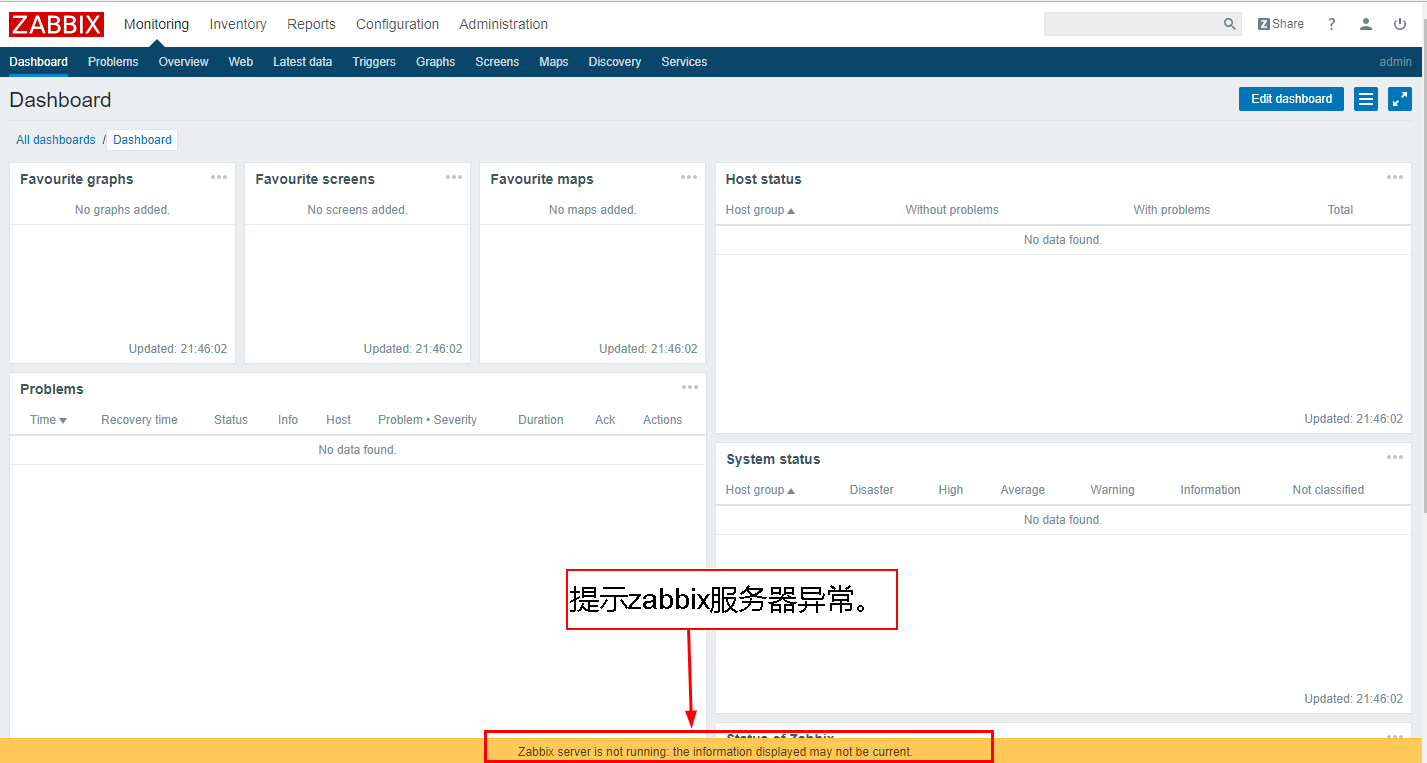 ZABBIX Monitoring Inventory Reports Configuration Administration Z Share ?
Dashboard Problems Overview Web Latest data Triggers Graphs Screens Maps Discovery Services admin
Dashboard Edit dashboard
All dashboards / Dashboard
Favourite graphs
No graphs added.
Updated: 21:46:02
Favourite screens
No screens added.
Updated: 21:46:02
Favourite maps
No maps added.
Updated: 21:46:02
Host status
Host group Without problems With problems Total
No data found.
Updated: 21:46:02
Problems
Time Recovery time Status Info Host Problem • Severity Duration Ack Actions
No data found.
System status
Host group Disaster High Average Warning Information Not classified
No data found.
Updated: 21:46:02
提示zabbix服务器异常。
Status of Zabbix
Zabbix server is not running: the information displayed may not be current.